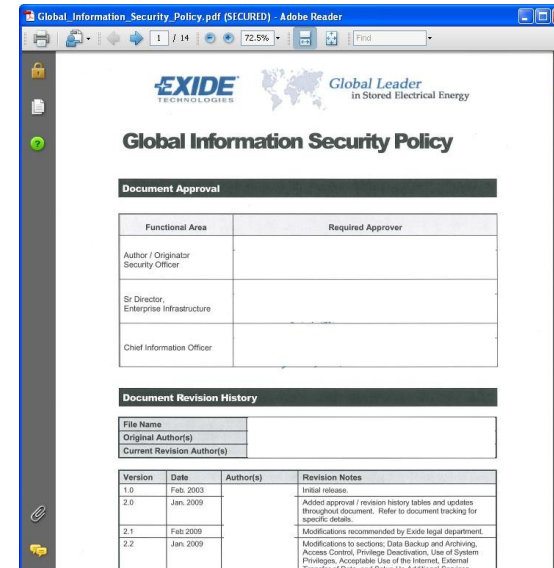 Global_Information_Security_Policy.pdf (SECURED) - Adobe Reader
1 / 14 72.5% Find
EXIDE
TECHNOLOGIES
Global Leader
in Stored Electrical Energy
Global Information Security Policy
Document Approval
Functional Area Required Approver
Author / Originator
Security Officer
Sr Director,
Enterprise Infrastructure
Chief Information Officer
Document Revision History
File Name
Original Author(s)
Current Revision Author(s)
Version Date Author(s) Revision Notes
1.0 Feb. 2003 Initial release.
2.0 Jan. 2009 Added approval / revision history tables and updates
throughout document. Refer to document tracking for
specific details.
2.1 Feb 2009 Modifications recommended by Exide legal department.
2.2 Jan. 2009 Modifications to sections; Data Backup and Archiving,
Access Control, Privilege Deactivation, Use of System
Privileges, Acceptable Use of the Internet, External